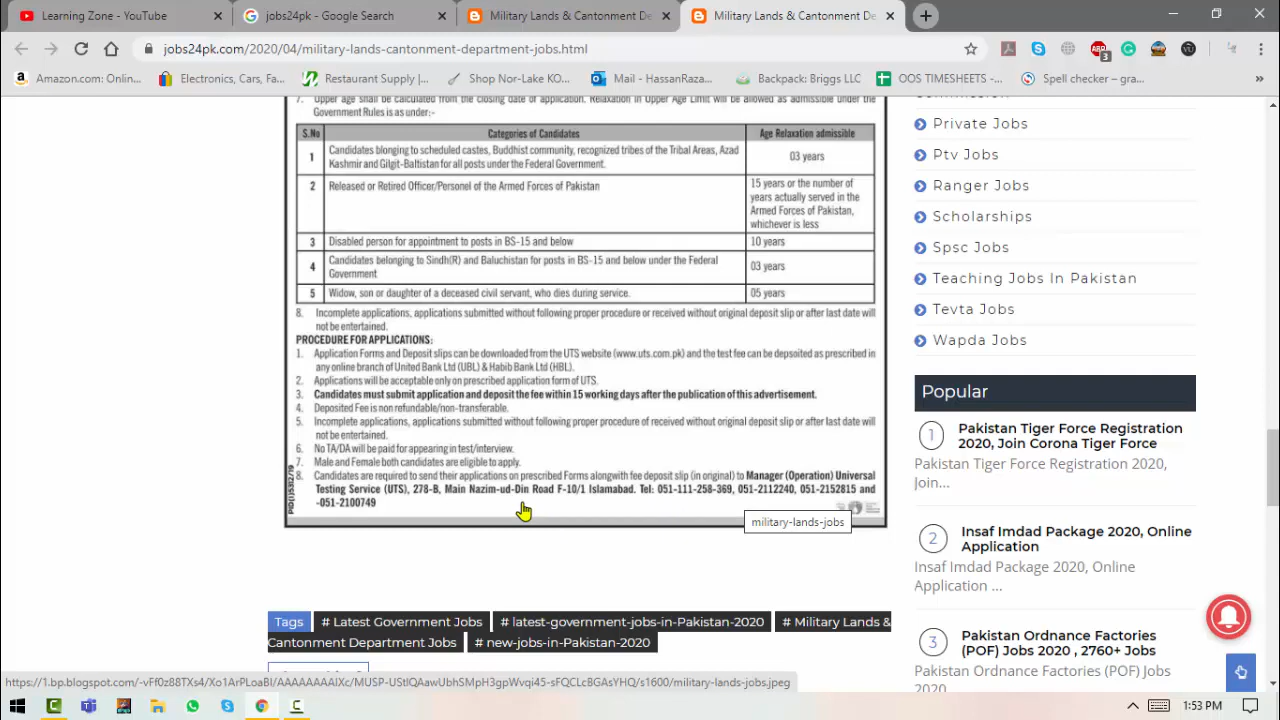 Learning Zone - YouTube
jobs24pk - Google Search
Military Lands & Cantonment De
Military Lands & Cantonment De
jobs24pk.com/2020/04/military-lands-cantonment-department-jobs.html
3
Amazon.com: Onlin...
Electronics, Cars, Fa...
Restaurant Supply |...
Shop Nor-Lake KO...
Mail - HassanRaza...
Backpack: Briggs LLC
OOS TIMESHEETS -...
Spell checker – gra...
7. Upper age shall be calculated from the closing date of application. Relaxation in Upper Age Limit will be allowed as admissible under the
Government Rules is as under:-
S.No Categories of Candidates Age Relaxation admissible
1 Candidates blonging to scheduled castes, Buddhist community, recognized tribes of the Tribal Areas, Azad
Kashmir and Gilgit-Baltistan for all posts under the Federal Government. 03 years
2 Released or Retired Officer/Personel of the Armed Forces of Pakistan 15 years or the number of
years actually served in the
Armed Forces of Pakistan,
whichever is less
3 Disabled person for appointment to posts in BS-15 and below 10 years
4 Candidates belonging to Sindh(R) and Baluchistan for posts in BS-15 and below under the Federal
Government 03 years
5 Widow, son or daughter of a deceased civil servant, who dies during service. 05 years
8. Incomplete applications, applications submitted without following proper procedure or received without original deposit slip or after last date will
not be entertained.
PROCEDURE FOR APPLICATIONS:
1. Application Forms and Deposit slips can be downloaded from the UTS website (www.uts.com.pk) and the test fee can be deposited as prescribed in
any online branch of United Bank Ltd (UBL) & Habib Bank Ltd (HBL).
2. Applications will be acceptable only on prescribed application form of UTS.
3. Candidates must submit application and deposit the fee within 15 working days after the publication of this advertisement.
4. Deposited Fee is non refundable/non-transferable.
5. Incomplete applications, applications submitted without following proper procedure of received without original deposit slip or after last date will
not be entertained.
6. No TA/DA will be paid for appearing in test/interview.
7. Male and Female both candidates are eligible to apply.
8. Candidates are required to send their applications on prescribed Forms alongwith fee deposit slip (in original) to Manager (Operation) Universal
Testing Service (UTS), 278-B, Main Nazim-ud-Din Road F-10/1 Islamabad. Tel: 051-111-258-369, 051-2112240, 051-2152815 and
-051-2100749
PID(I)5312/79
military-lands-jobs
Tags # Latest Government Jobs # latest-government-jobs-in-Pakistan-2020 # Military Lands &
Cantonment Department Jobs # new-jobs-in-Pakistan-2020
Private Jobs
Ptv Jobs
Ranger Jobs
Scholarships
Spsc Jobs
Teaching Jobs In Pakistan
Tevta Jobs
Wapda Jobs
Popular
1 Pakistan Tiger Force Registration
2020, Join Corona Tiger Force
Pakistan Tiger Force Registration 2020,
Join...
2 Insaf Imdad Package 2020, Online
Application
Insaf Imdad Package 2020, Online
Application ...
3 Pakistan Ordnance Factories
(POF) Jobs 2020 , 2760+ Jobs
Pakistan Ordnance Factories (POF) Jobs
2020
1:53 PM